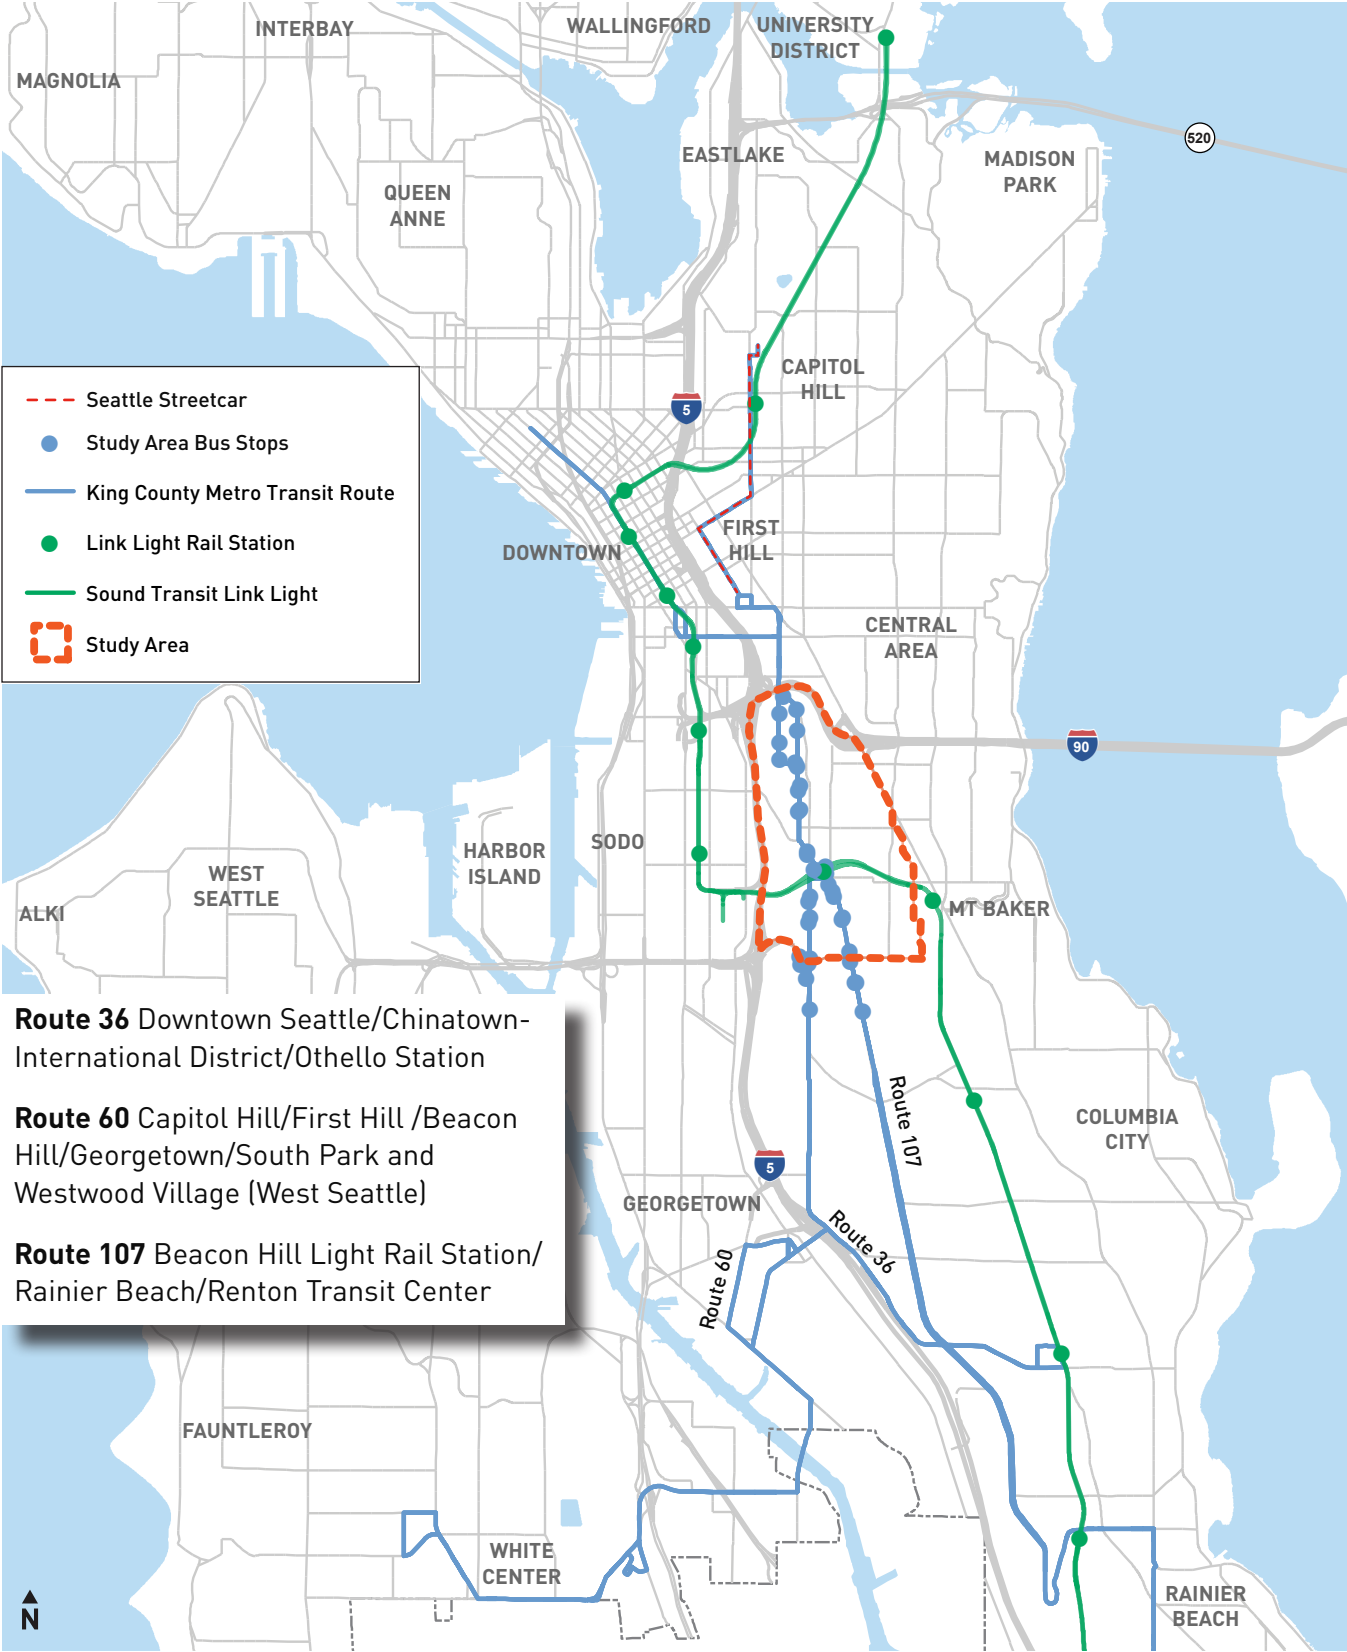 INTERBAY
WALLINGFORD
UNIVERSITY
DISTRICT
MAGNOLIA
520
EASTLAKE
MADISON
PARK
QUEEN
ANNE
CAPITOL
HILL
5
Seattle Streetcar
Study Area Bus Stops
King County Metro Transit Route
Link Light Rail Station
Sound Transit Link Light
Study Area
FIRST
HILL
DOWNTOWN
CENTRAL
AREA
90
SODO
HARBOR
ISLAND
WEST
SEATTLE
ALKI
MT BAKER
Route 36 Downtown Seattle/Chinatown-
International District/Othello Station
Route 60 Capitol Hill/First Hill /Beacon
Hill/Georgetown/South Park and
Westwood Village (West Seattle)
Route 107 Beacon Hill Light Rail Station/
Rainier Beach/Renton Transit Center
Route 107
COLUMBIA
CITY
5
GEORGETOWN
Route 36
Route 60
FAUNTLEROY
WHITE
CENTER
RAINIER
BEACH
N